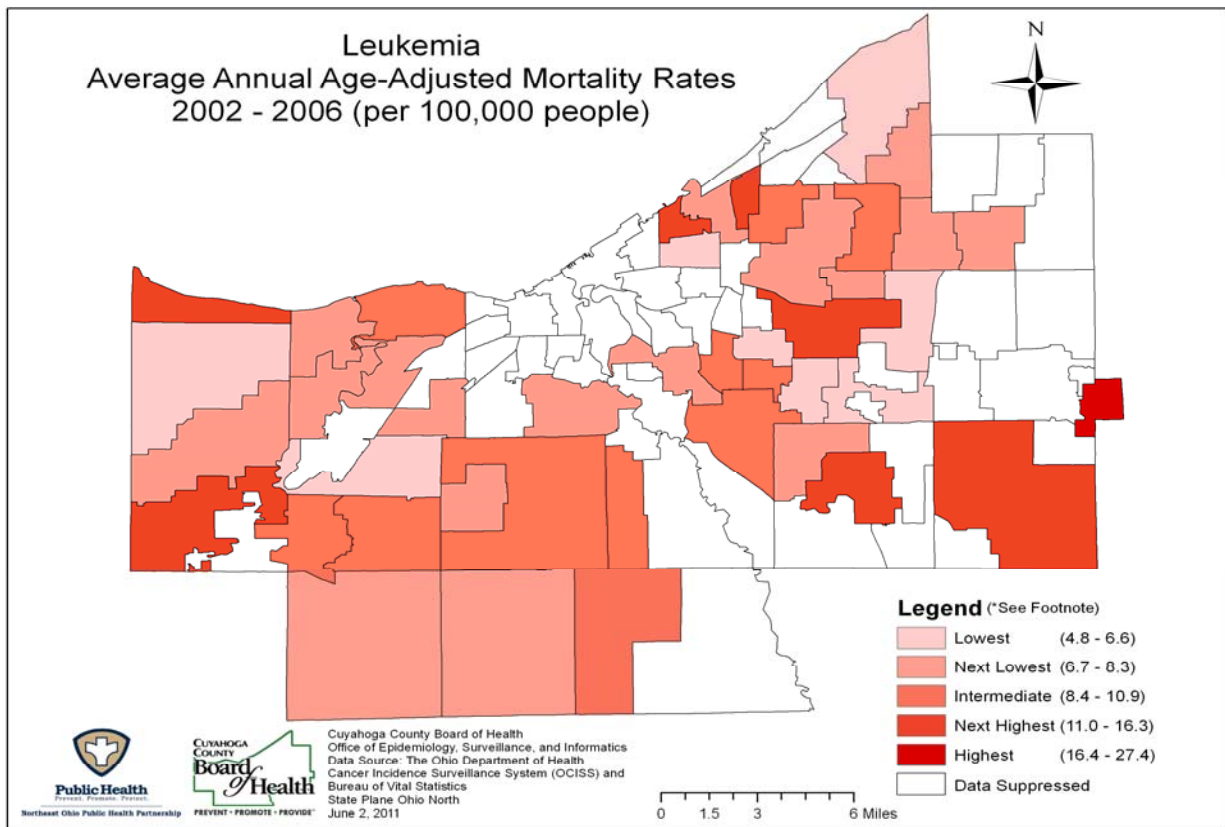 Leukemia
Average Annual Age-Adjusted Mortality Rates
2002 - 2006 (per 100,000 people)
N
Legend (*See Footnote)
Lowest (4.8 - 6.6)
Next Lowest (6.7 - 8.3)
Intermediate (8.4 - 10.9)
Next Highest (11.0 - 16.3)
Highest (16.4 - 27.4)
Data Suppressed
Public Health
Prevent. Promote. Protect.
Northeast Ohio Public Health Partnership
CUYAHOGA
COUNTY
Board
of Health
PREVENT • PROMOTE • PROVIDE
Cuyahoga County Board of Health
Office of Epidemiology, Surveillance, and Informatics
Data Source: The Ohio Department of Health
Cancer Incidence Surveillance System (OCISS) and
Bureau of Vital Statistics
State Plane Ohio North
June 2, 2011
0 1.5 3 6 Miles